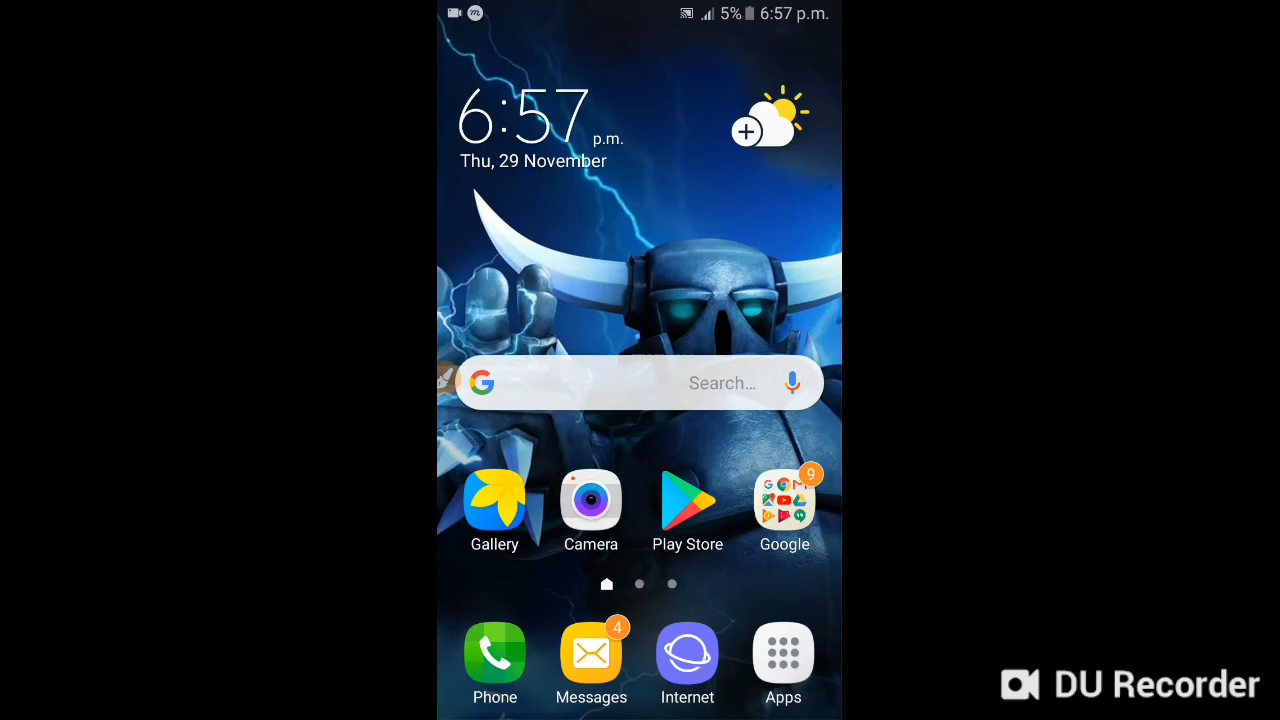 5% 6:57 p.m.
6:57 p.m.
Thu, 29 November
Search...
9
Gallery Camera Play Store Google
4
Phone Messages Internet Apps
DU Recorder